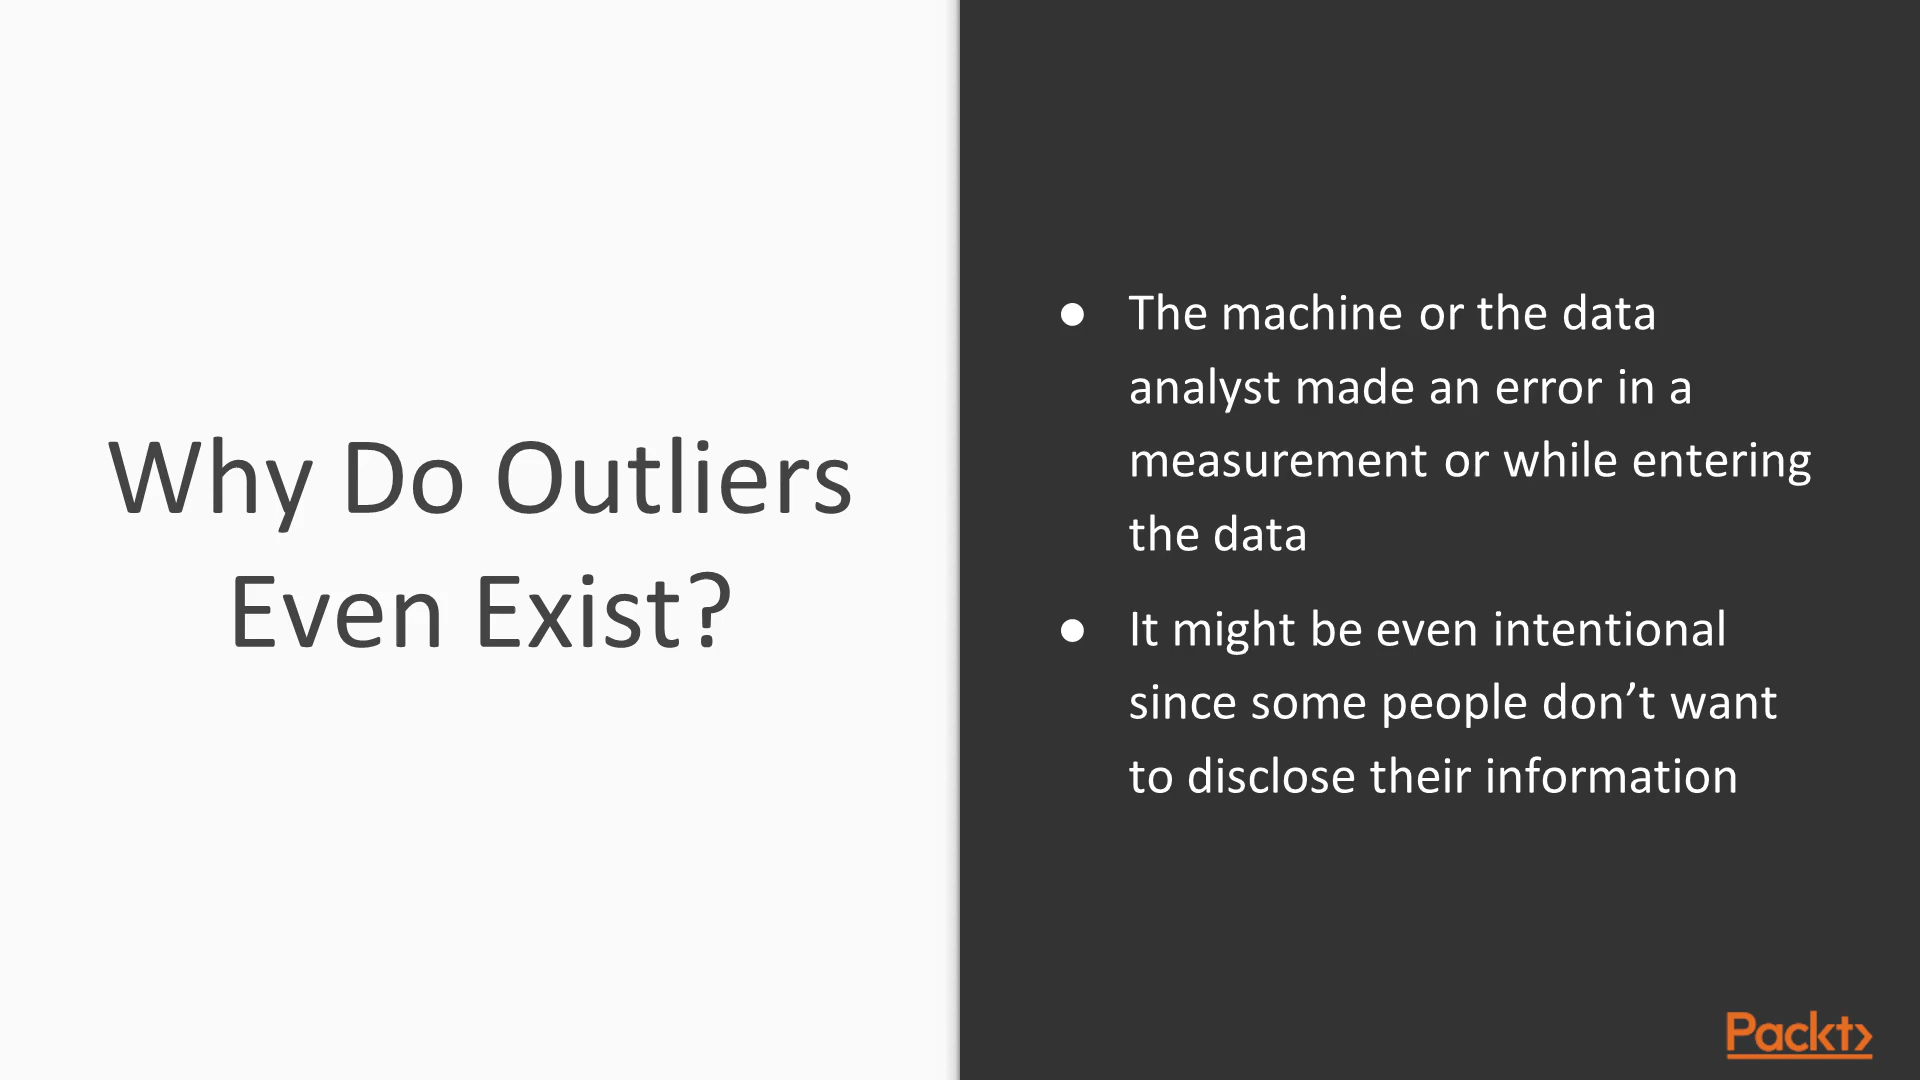 Why Do Outliers
Even Exist?
● The machine or the data
analyst made an error in a
measurement or while entering
the data
● It might be even intentional
since some people don’t want
to disclose their information
Packt>